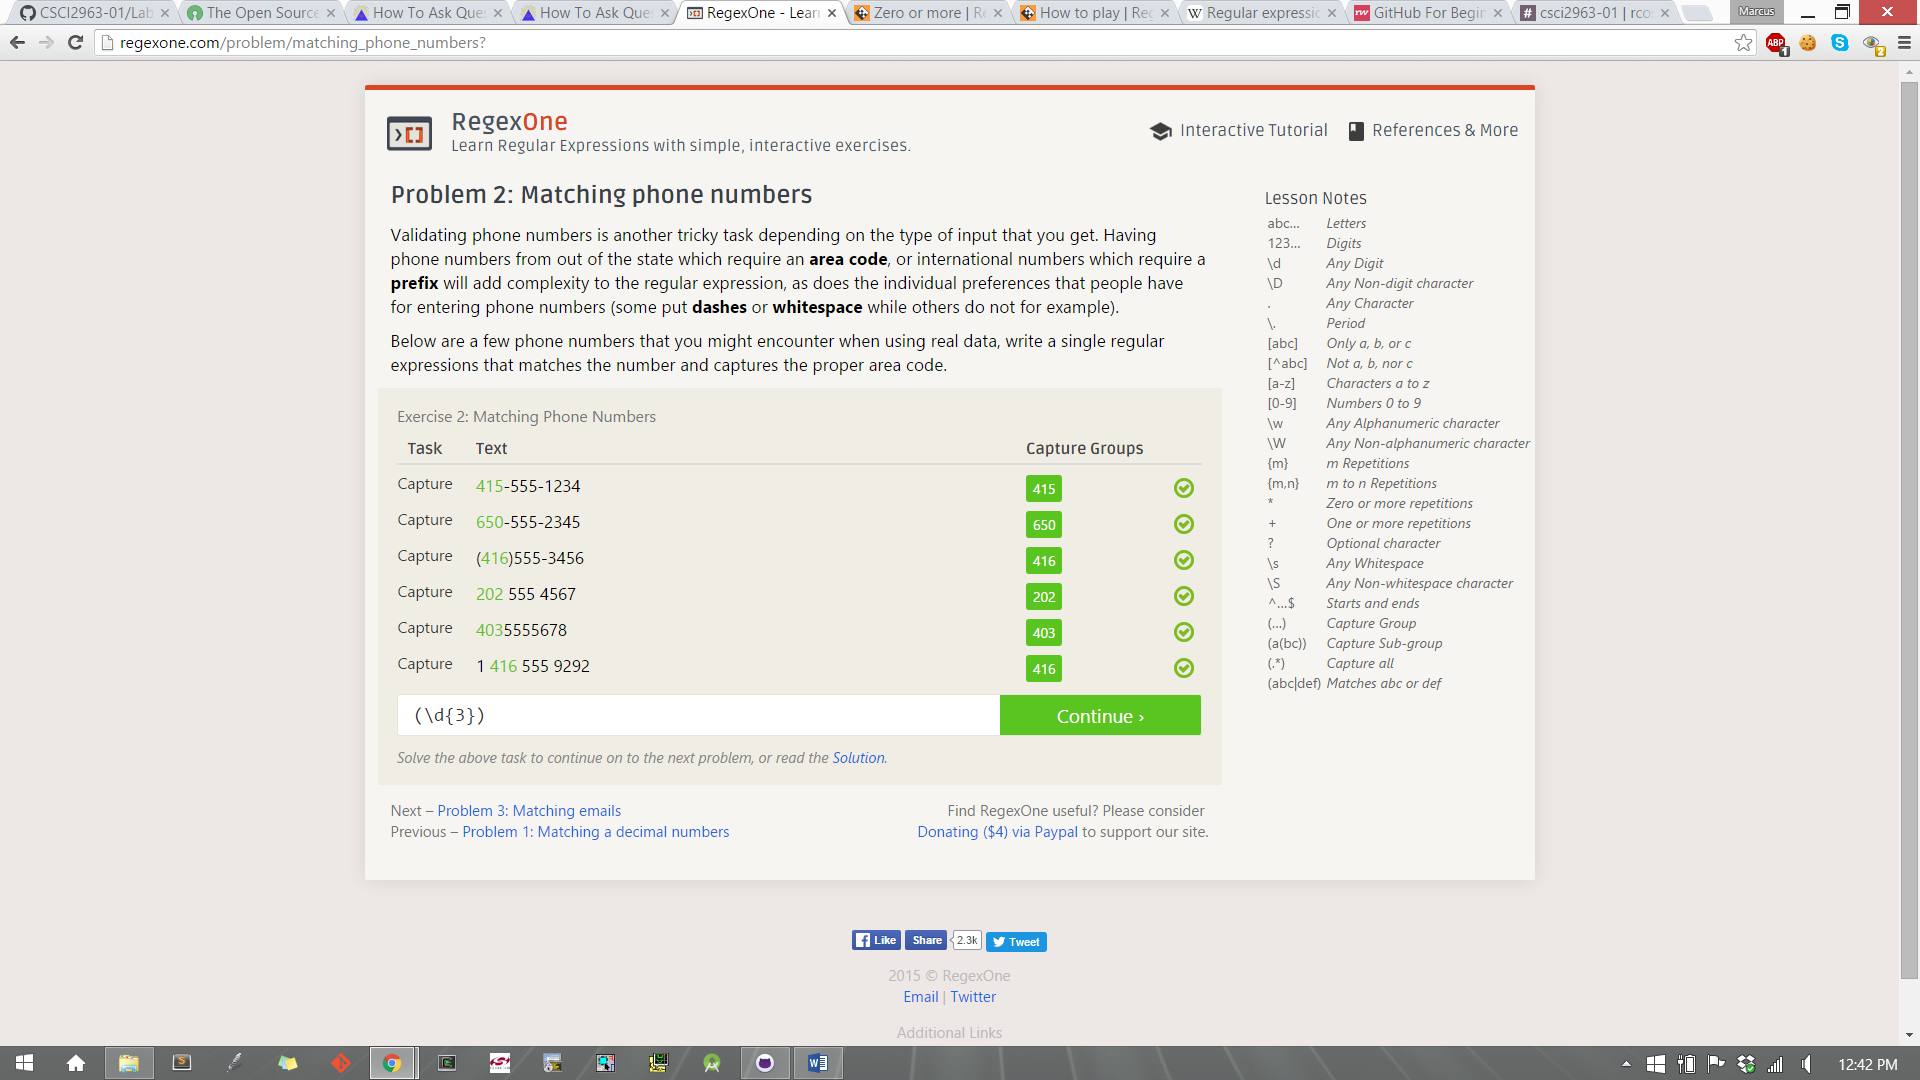 CSCI2963-01/Lab
The Open Source
How To Ask Ques
How To Ask Ques
RegexOne - Learn
Zero or more | Re
How to play | Reg
Regular expressio
GitHub For Begin
csci2963-01 | rco
Marcus
regexone.com/problem/matching_phone_numbers?
ABP
1
2
RegexOne
Learn Regular Expressions with simple, interactive exercises.
Interactive Tutorial
References & More
Problem 2: Matching phone numbers
Validating phone numbers is another tricky task depending on the type of input that you get. Having
phone numbers from out of the state which require an area code, or international numbers which require a
prefix will add complexity to the regular expression, as does the individual preferences that people have
for entering phone numbers (some put dashes or whitespace while others do not for example).
Below are a few phone numbers that you might encounter when using real data, write a single regular
expressions that matches the number and captures the proper area code.
Exercise 2: Matching Phone Numbers
Task Text Capture Groups
Capture 415-555-1234 415
Capture 650-555-2345 650
Capture (416)555-3456 416
Capture 202 555 4567 202
Capture 4035555678 403
Capture 1 416 555 9292 416
(\d{3})
Continue ›
Solve the above task to continue on to the next problem, or read the Solution.
Next – Problem 3: Matching emails
Previous – Problem 1: Matching a decimal numbers
Find RegexOne useful? Please consider
Donating ($4) via Paypal to support our site.
Lesson Notes
abc... Letters
123... Digits
\d Any Digit
\D Any Non-digit character
. Any Character
\. Period
[abc] Only a, b, or c
[^abc] Not a, b, nor c
[a-z] Characters a to z
[0-9] Numbers 0 to 9
\w Any Alphanumeric character
\W Any Non-alphanumeric character
{m} m Repetitions
{m,n} m to n Repetitions
* Zero or more repetitions
+ One or more repetitions
? Optional character
\s Any Whitespace
\S Any Non-whitespace character
^...$ Starts and ends
(...) Capture Group
(a(bc)) Capture Sub-group
(.*) Capture all
(abc|def) Matches abc or def
Like
Share
2.3k
Tweet
2015 © RegexOne
Email | Twitter
Additional Links
12:42 PM